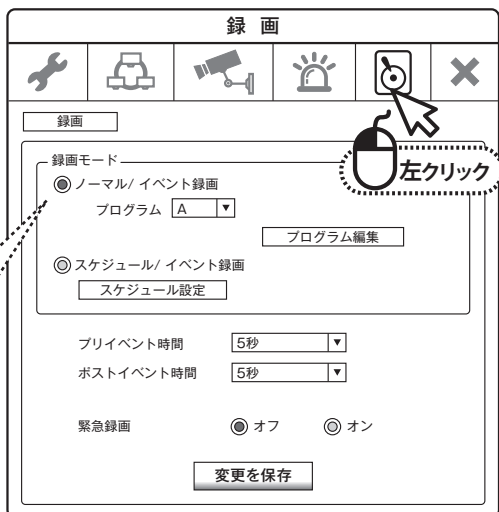 録 画
左クリック
録画
録画モード
ノーマル/ イベント録画
プログラム A ▼
プログラム編集
スケジュール/ イベント録画
スケジュール設定
プリイベント時間 5秒 ▼
ポストイベント時間 5秒 ▼
緊急録画 オフ オン
変更を保存